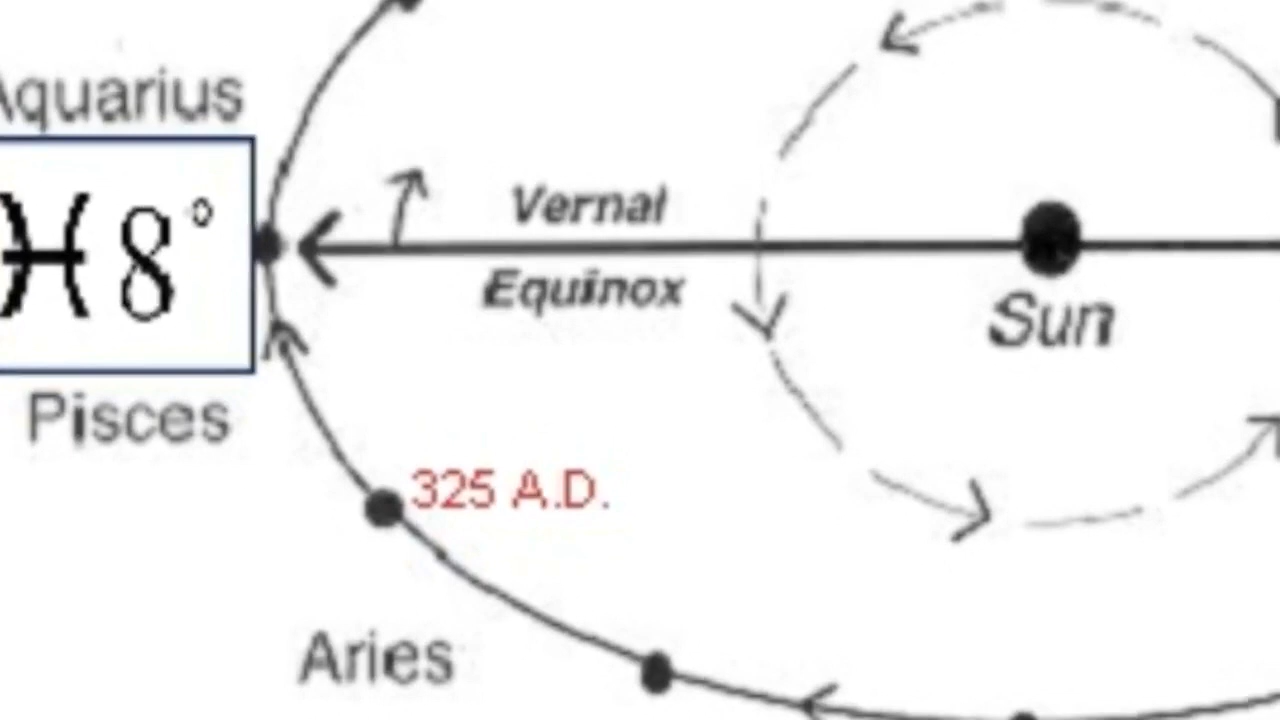 Aquarius
♓ 8°
Vernal
Equinox
Sun
Pisces
325 A.D.
Aries